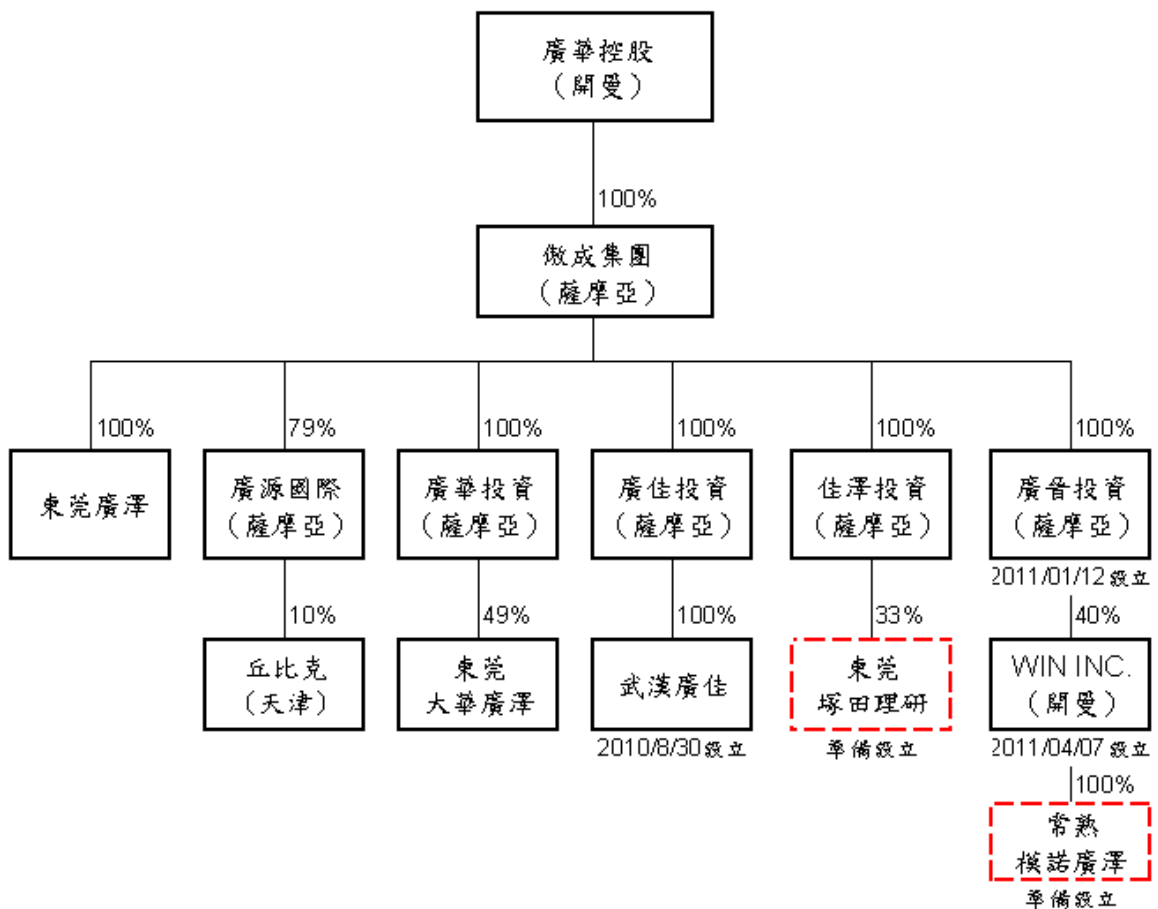 廣華控股
(開曼)
100%
傲成集團
(薩摩亞)
100%
79%
100%
100%
100%
100%
東莞廣澤
廣源國際
(薩摩亞)
廣華投資
(薩摩亞)
廣佳投資
(薩摩亞)
佳澤投資
(薩摩亞)
廣晉投資
(薩摩亞)
2011/01/12 設立
10%
49%
100%
33%
40%
丘比克
(天津)
東莞
大華廣澤
武漢廣佳
東莞
塚田理研
WIN INC.
(開曼)
2010/8/30設立
準備設立
2011/04/07 設立
100%
常熟
模諾廣澤
準備設立